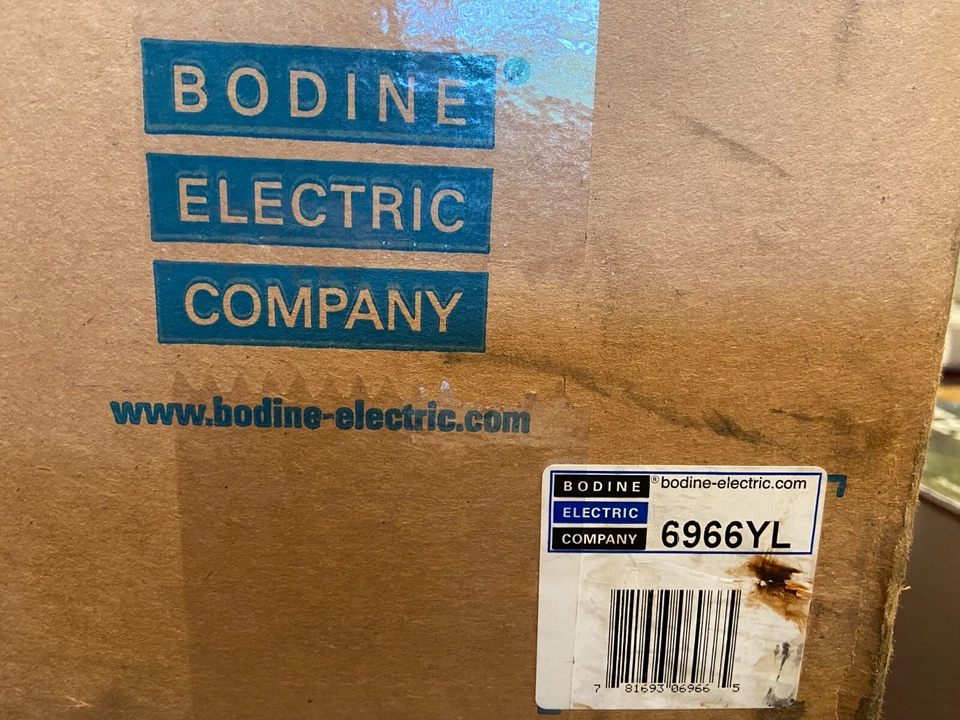 BODINE®
ELECTRIC
COMPANY
www.bodine-electric.com
BODINE® bodine-electric.com
ELECTRIC
COMPANY 6966YL
7 81693 06966 5